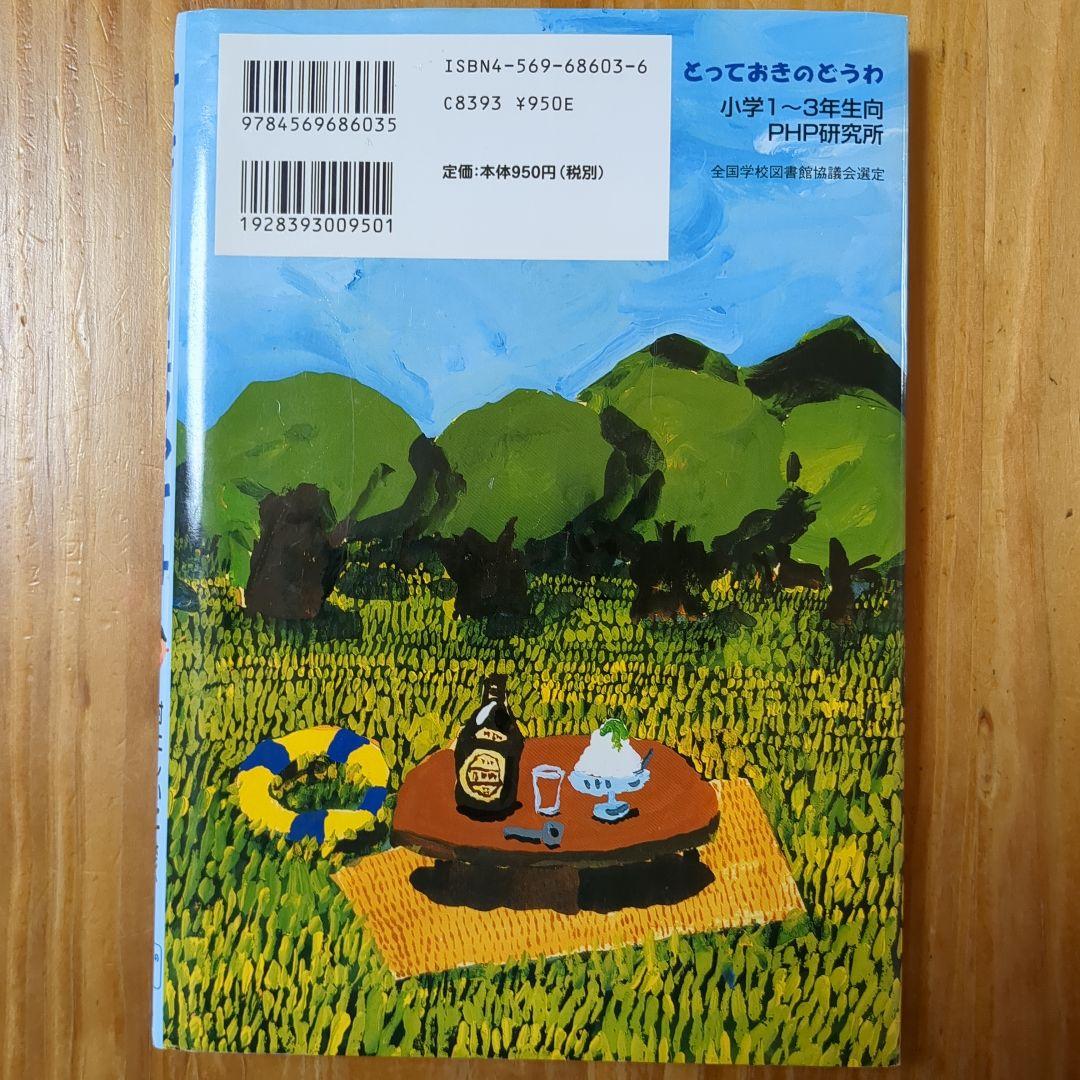 ISBN4-569-68603-6
C8393 ¥950E
9784569686035
定価：本体950円（税別）
1928393009501
とっておきのどうわ
小学1～3年生向
PHP研究所
全国学校図書館協議会選定